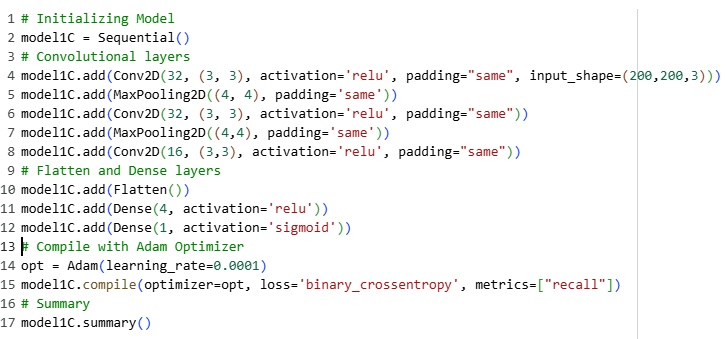 1 # Initializing Model
2 model1C = Sequential()
3 # Convolutional layers
4 model1C.add(Conv2D(32, (3, 3), activation='relu', padding="same", input_shape=(200,200,3)))
5 model1C.add(MaxPooling2D((4, 4), padding='same'))
6 model1C.add(Conv2D(32, (3, 3), activation='relu', padding="same"))
7 model1C.add(MaxPooling2D((4,4), padding='same'))
8 model1C.add(Conv2D(16, (3,3), activation='relu', padding="same"))
9 # Flatten and Dense layers
10 model1C.add(Flatten())
11 model1C.add(Dense(4, activation='relu'))
12 model1C.add(Dense(1, activation='sigmoid'))
13 # Compile with Adam Optimizer
14 opt = Adam(learning_rate=0.0001)
15 model1C.compile(optimizer=opt, loss='binary_crossentropy', metrics=["recall"])
16 # Summary
17 model1C.summary()